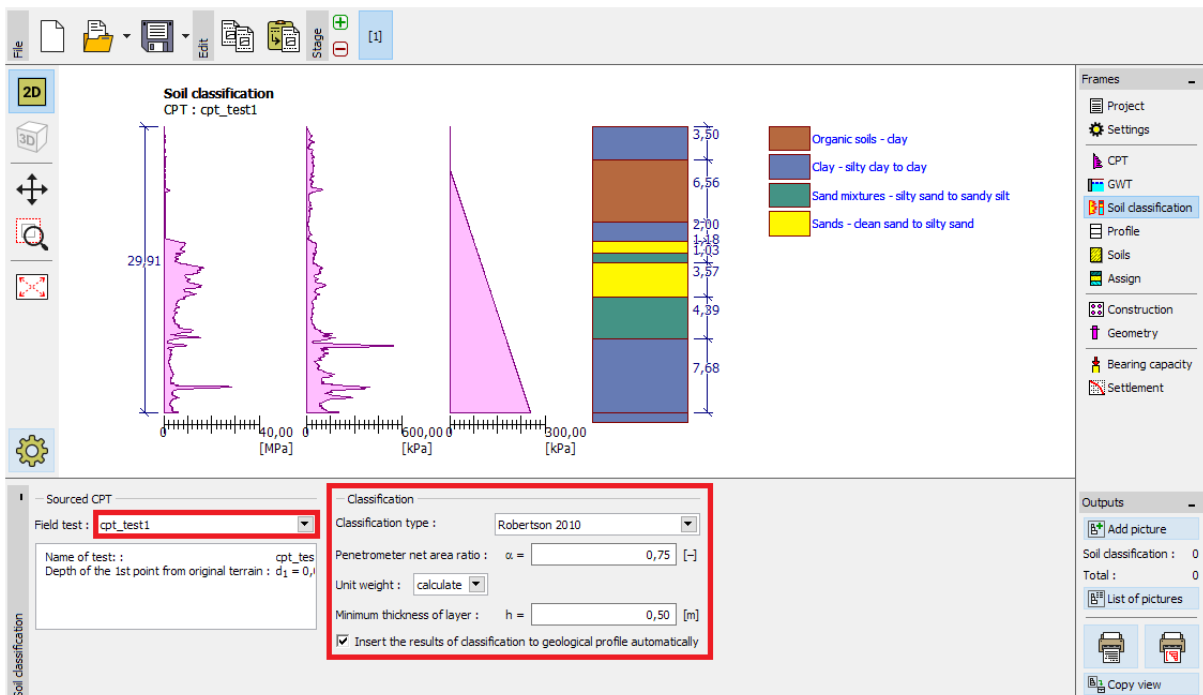 File
Edit
Stage
[1]
2D
3D
Soil classification
CPT : cpt_test1
29,91
0
40,00
[MPa]
0
600,00
[kPa]
0
300,00
[kPa]
3,50
6,56
2,00
1,18
1,03
3,57
4,39
7,68
Organic soils - clay
Clay - silty clay to clay
Sand mixtures - silty sand to sandy silt
Sands - clean sand to silty sand
Frames
Project
Settings
CPT
GWT
Soil classification
Profile
Soils
Assign
Construction
Geometry
Bearing capacity
Settlement
Soil classification
Sourced CPT
Field test : cpt_test1
Name of test: : cpt_tes
Depth of the 1st point from original terrain : d1 = 0,
Classification
Classification type : Robertson 2010
Penetrometer net area ratio : α = 0,75 [–]
Unit weight : calculate
Minimum thickness of layer : h = 0,50 [m]
Insert the results of classification to geological profile automatically
Outputs
Add picture
Soil classification : 0
Total : 0
List of pictures
Copy view